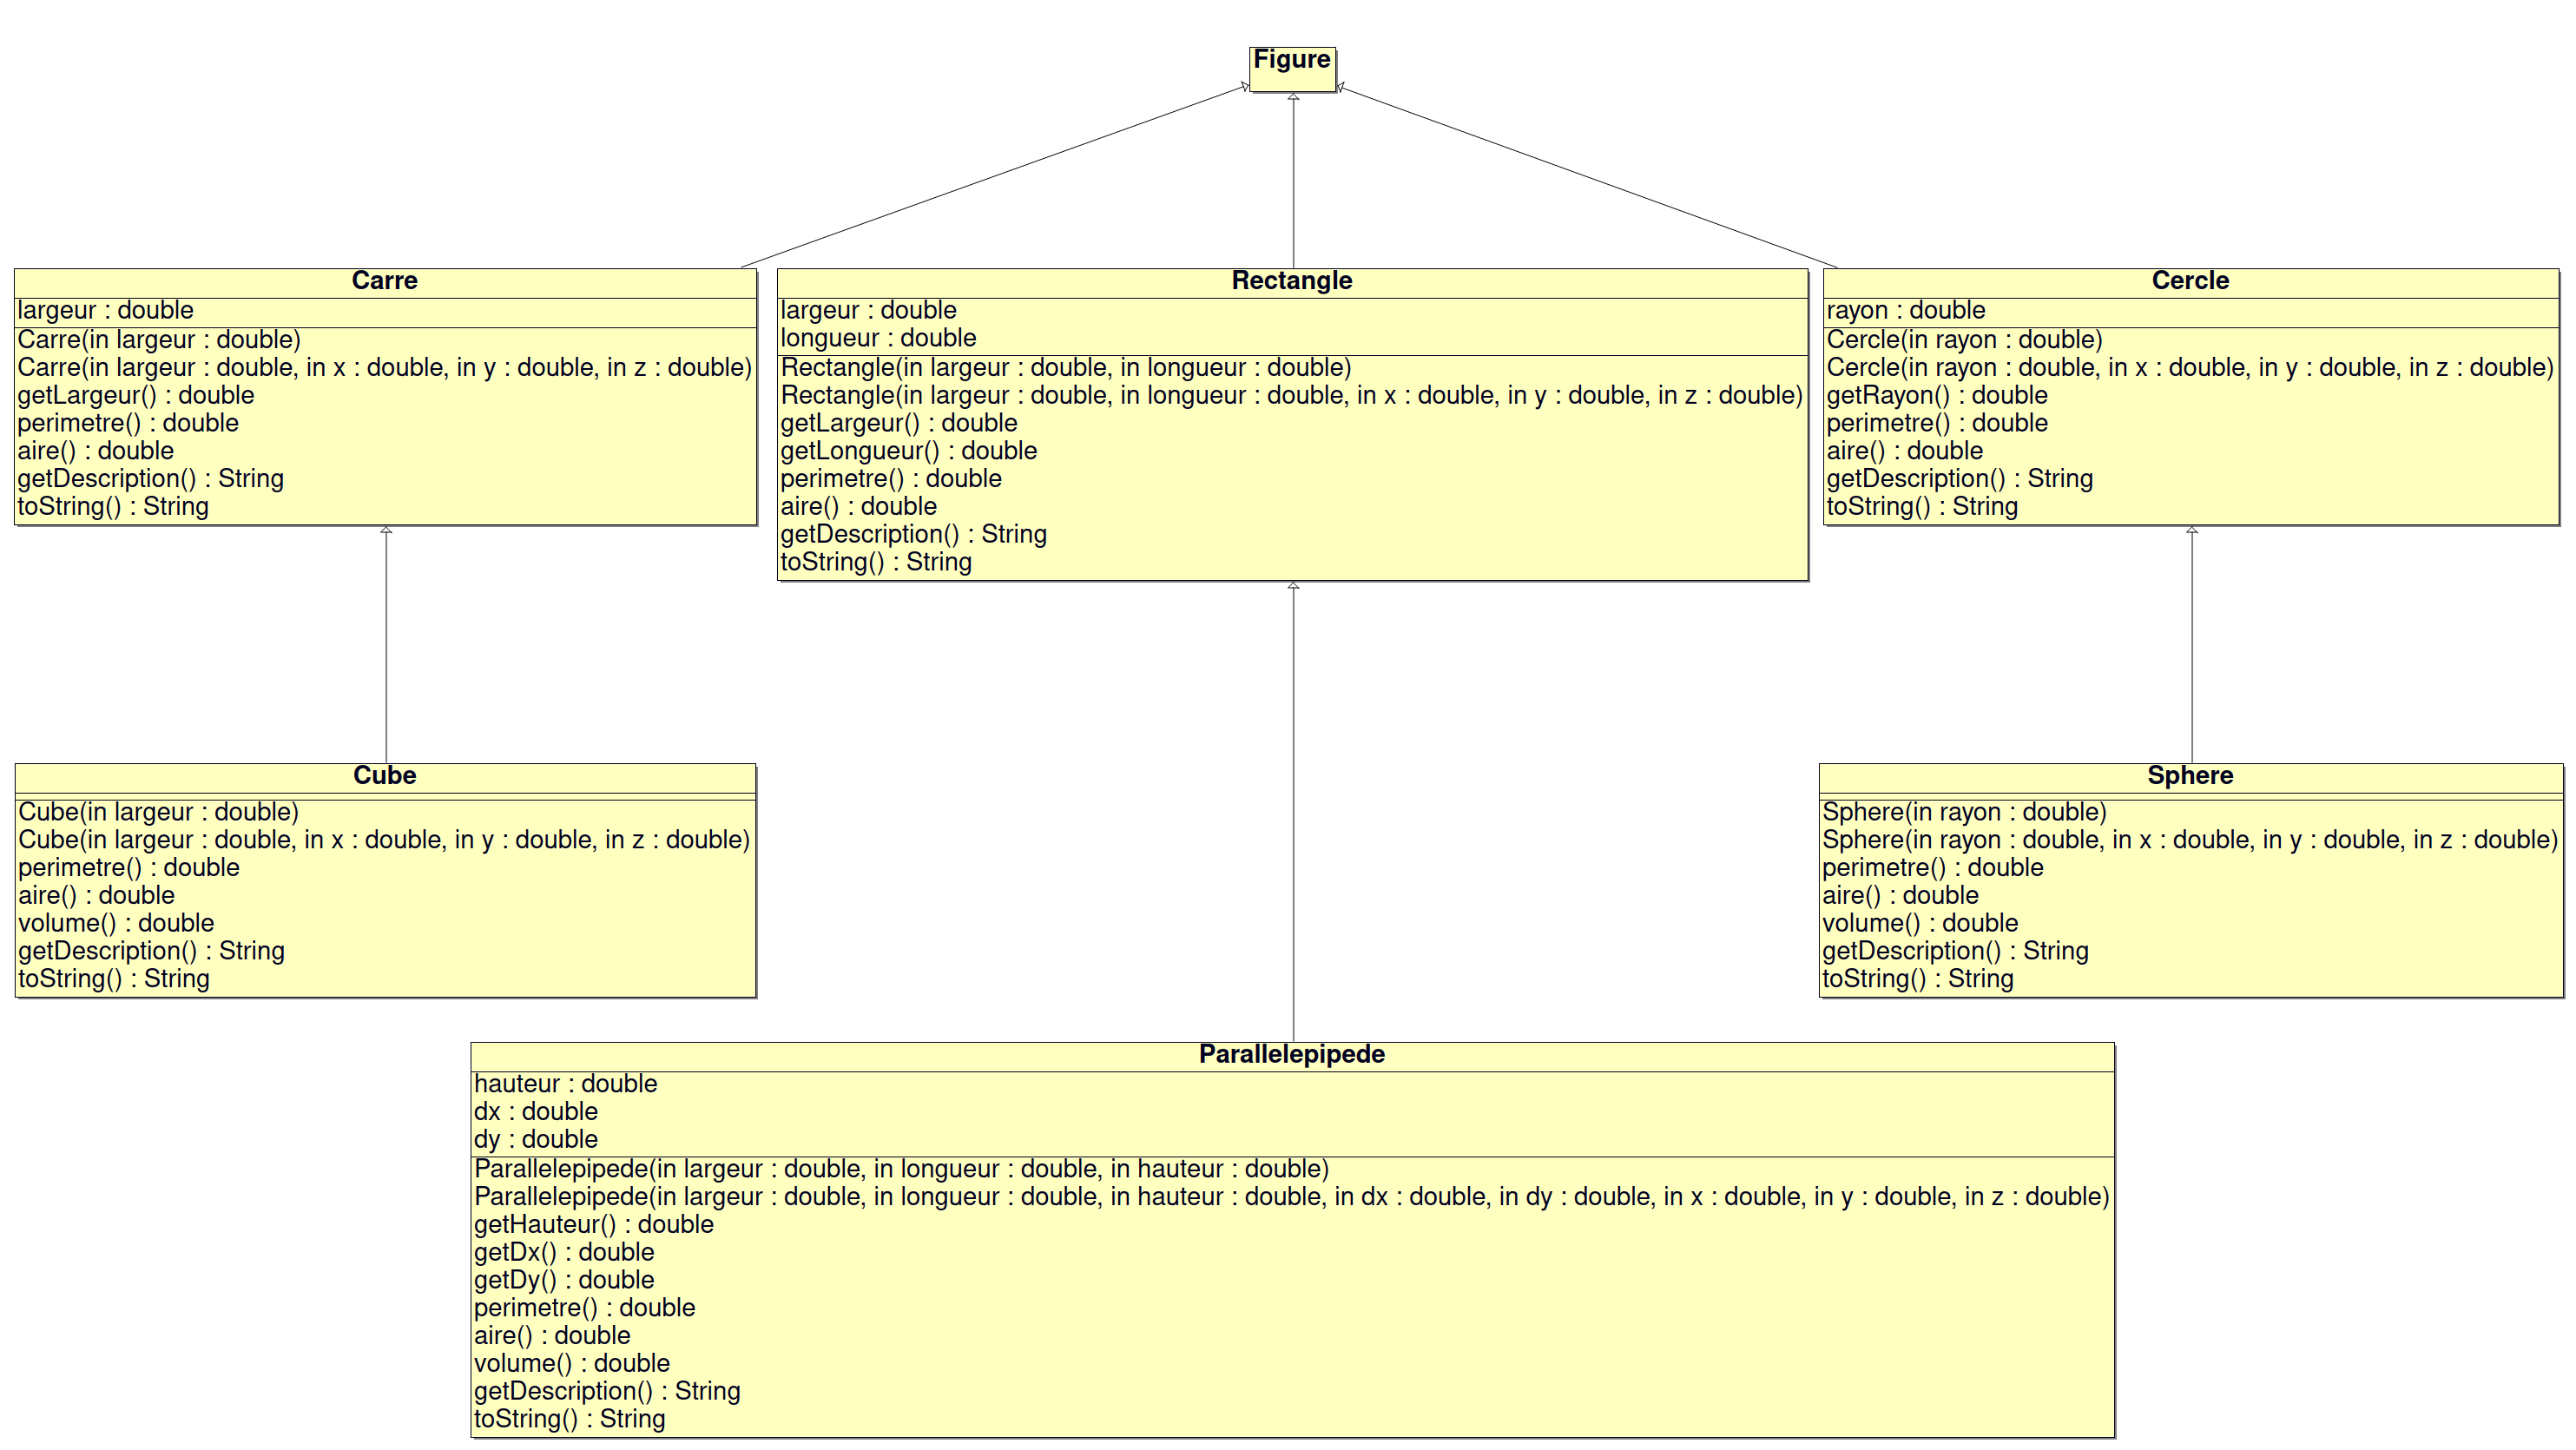 Figure
Carre
largeur : double
Carre(in largeur : double)
Carre(in largeur : double, in x : double, in y : double, in z : double)
getLargeur() : double
perimetre() : double
aire() : double
getDescription() : String
toString() : String
Rectangle
largeur : double
longueur : double
Rectangle(in largeur : double, in longueur : double)
Rectangle(in largeur : double, in longueur : double, in x : double, in y : double, in z : double)
getLargeur() : double
getLongueur() : double
perimetre() : double
aire() : double
getDescription() : String
toString() : String
Cercle
rayon : double
Cercle(in rayon : double)
Cercle(in rayon : double, in x : double, in y : double, in z : double)
getRayon() : double
perimetre() : double
aire() : double
getDescription() : String
toString() : String
Cube
Cube(in largeur : double)
Cube(in largeur : double, in x : double, in y : double, in z : double)
perimetre() : double
aire() : double
volume() : double
getDescription() : String
toString() : String
Sphere
Sphere(in rayon : double)
Sphere(in rayon : double, in x : double, in y : double, in z : double)
perimetre() : double
aire() : double
volume() : double
getDescription() : String
toString() : String
Parallelepipede
hauteur : double
dx : double
dy : double
Parallelepipede(in largeur : double, in longueur : double, in hauteur : double)
Parallelepipede(in largeur : double, in longueur : double, in hauteur : double, in dx : double, in dy : double, in x : double, in y : double, in z : double)
getHauteur() : double
getDx() : double
getDy() : double
perimetre() : double
aire() : double
volume() : double
getDescription() : String
toString() : String